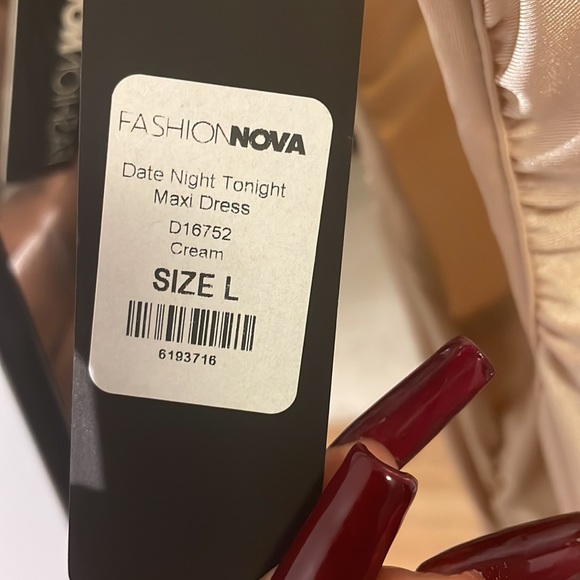 FASHIONNOVA
Date Night Tonight
Maxi Dress
D16752
Cream
SIZE L
6193716